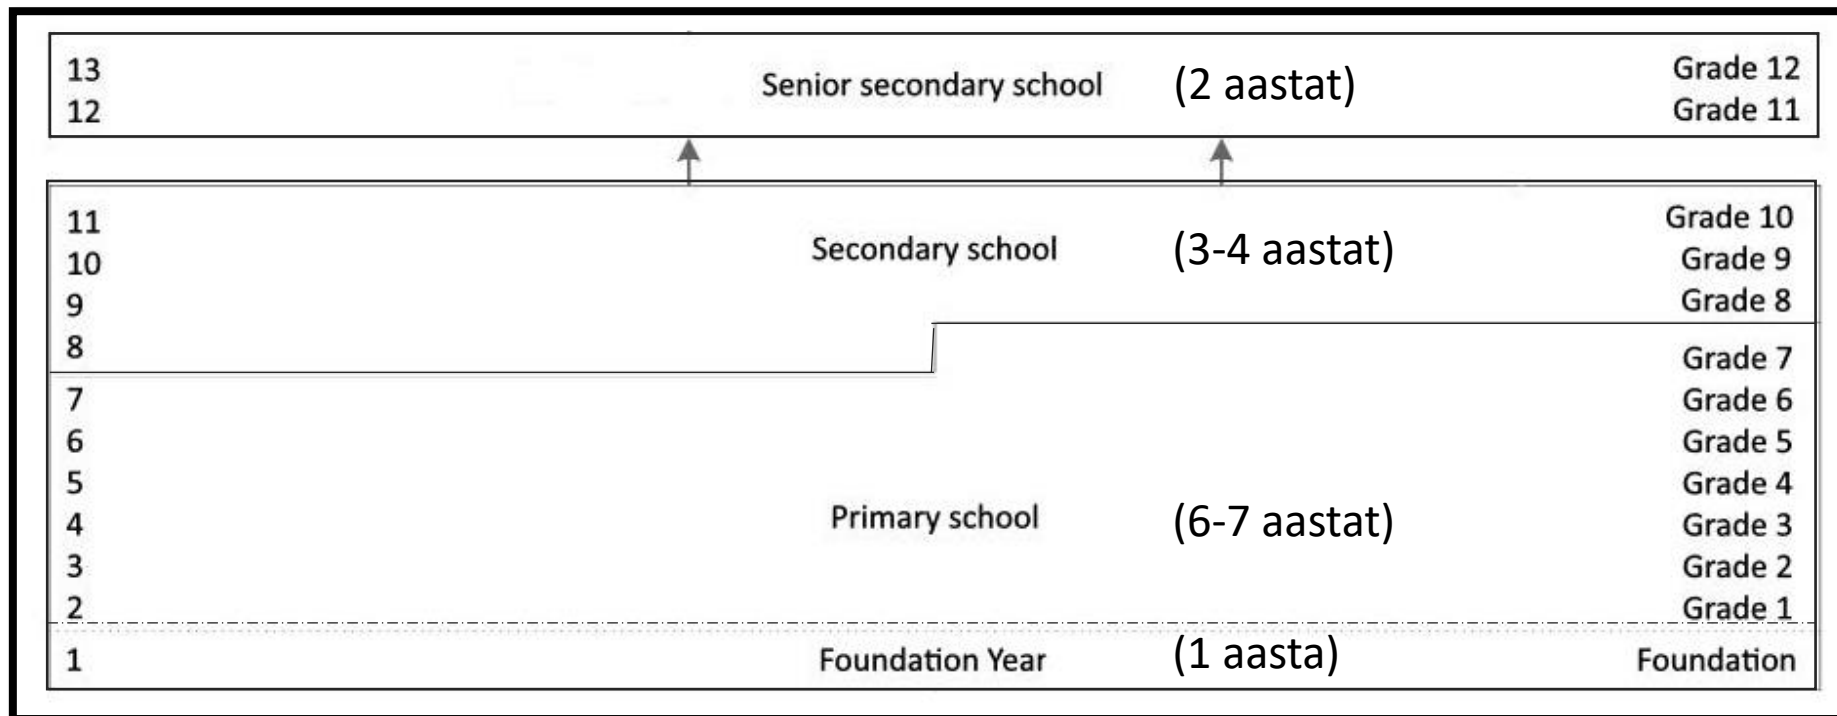 13 Senior secondary school (2 aastat) Grade 12
12 Grade 11
11 Grade 10
10 Secondary school (3-4 aastat) Grade 9
9 Grade 8
8 Grade 7
7 Grade 6
6 Grade 5
5 Grade 4
4 Primary school (6-7 aastat) Grade 3
3 Grade 2
2 Grade 1
1 Foundation Year (1 aasta) Foundation